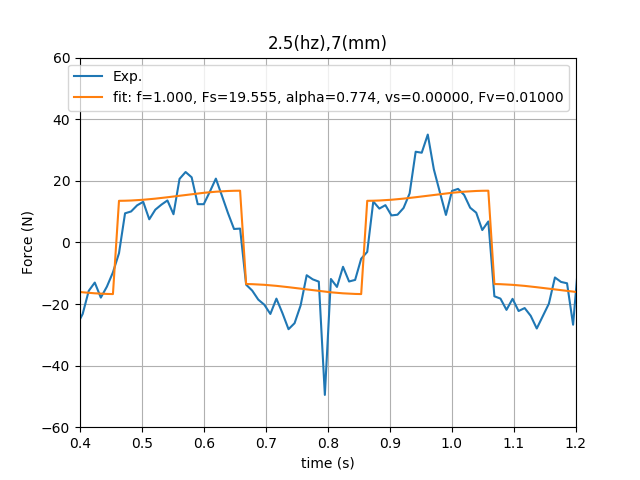 2.5(hz),7(mm)
Exp.
fit: f=1.000, Fs=19.555, alpha=0.774, vs=0.00000, Fv=0.01000
60
40
20
0
−20
−40
−60
Force (N)
0.4 0.5 0.6 0.7 0.8 0.9 1.0 1.1 1.2
time (s)